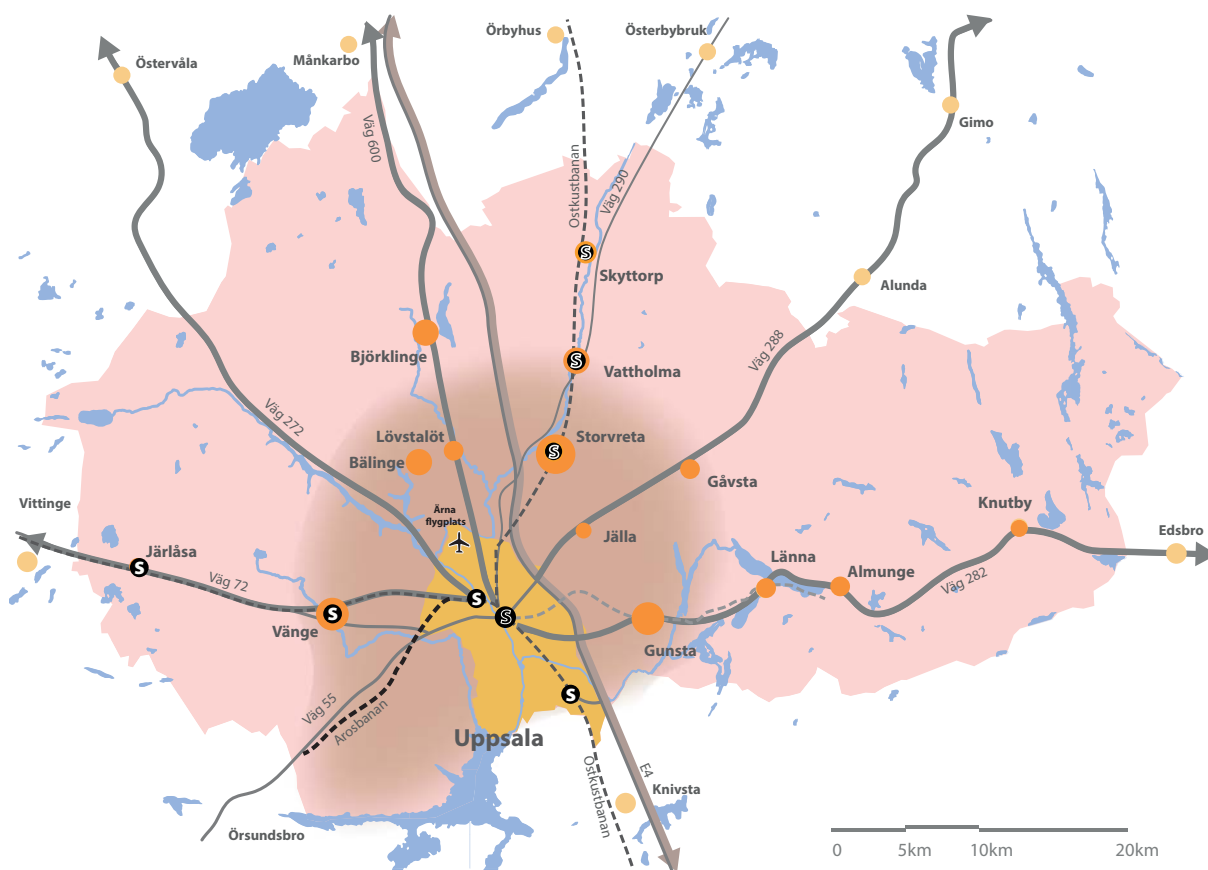 Örbyhus
Österbybruk
Östervåla
Månkarbo
Gimo
Väg 600
Ostkustbanan
Väg 290
Skyttorp
Alunda
Väg 288
Björklinge
Vattholma
Väg 272
Lövstalöt
Storvreta
Bälinge
Gåvsta
Vittinge
Ärna
flygplats
Knutby
Edsbro
Jälla
Järlåsa
Länna
Almunge
Väg 72
Väg 282
Vänge
Gunsta
Väg 55
Arosbanan
Uppsala
E4
Ostkustbanan
Knivsta
Örsundsbro
0 5km 10km 20km
S
S
S
S
S
S
S
S